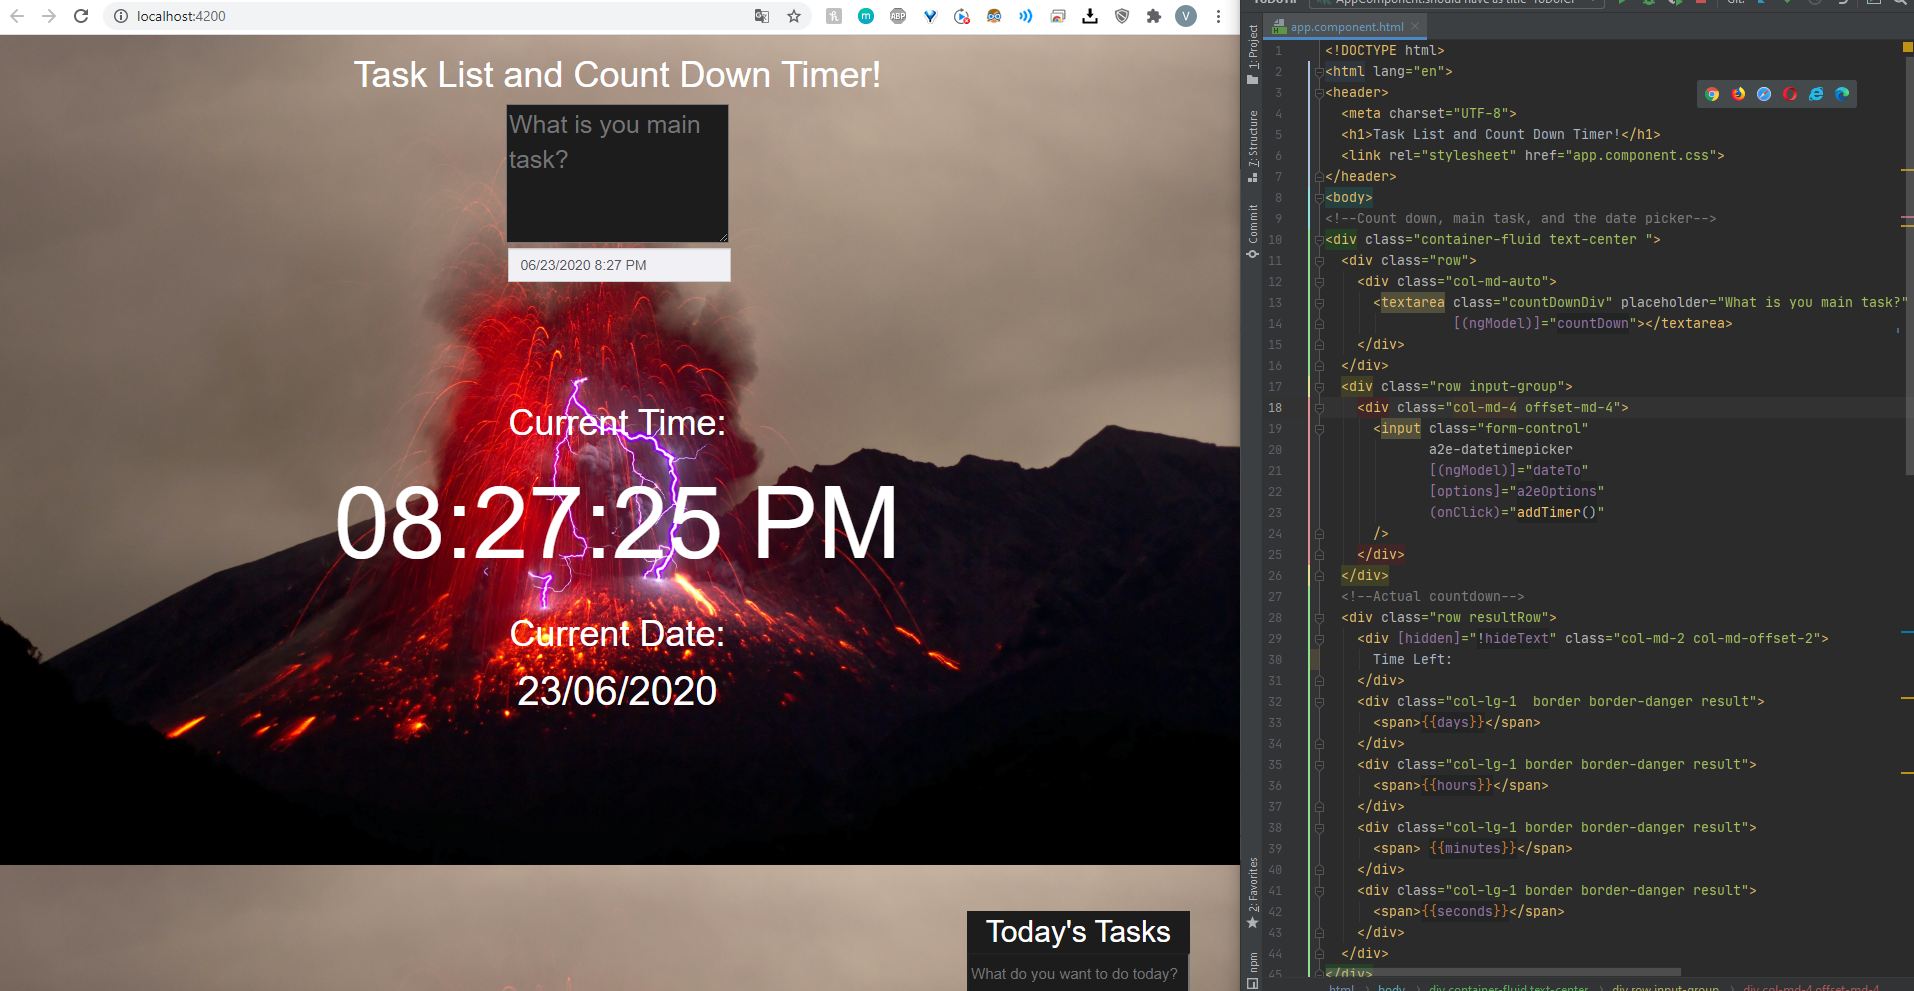 localhost:4200
Task List and Count Down Timer!
What is you main
task?
06/23/2020 8:27 PM
Current Time:
08:27:25 PM
Current Date:
23/06/2020
Today's Tasks
What do you want to do today?
Git:
1: Project
7: Structure
Commit
2: Favorites
npm
app.component.html
1 <!DOCTYPE html>
2 <html lang="en">
3 <header>
4 <meta charset="UTF-8">
5 <h1>Task List and Count Down Timer!</h1>
6 <link rel="stylesheet" href="app.component.css">
7 </header>
8 <body>
9 <!--Count down, main task, and the date picker-->
10 <div class="container-fluid text-center ">
11 <div class="row">
12 <div class="col-md-auto">
13 <textarea class="countDownDiv" placeholder="What is you main task?"
14 [(ngModel)]="countDown"></textarea>
15 </div>
16 </div>
17 <div class="row input-group">
18 <div class="col-md-4 offset-md-4">
19 <input class="form-control"
20 a2e-datetimepicker
21 [(ngModel)]="dateTo"
22 [options]="a2eOptions"
23 (onClick)="addTimer()"
24 />
25 </div>
26 </div>
27 <!--Actual countdown-->
28 <div class="row resultRow">
29 <div [hidden]="!hideText" class="col-md-2 col-md-offset-2">
30 Time Left:
31 </div>
32 <div class="col-lg-1  border border-danger result">
33 <span>{{days}}</span>
34 </div>
35 <div class="col-lg-1 border border-danger result">
36 <span>{{hours}}</span>
37 </div>
38 <div class="col-lg-1 border border-danger result">
39 <span> {{minutes}}</span>
40 </div>
41 <div class="col-lg-1 border border-danger result">
42 <span>{{seconds}}</span>
43 </div>
44 </div>
45 </div>
html › body › div.container-fluid.text-center › div.row.input-group › div.col-md-4.offset-md-4